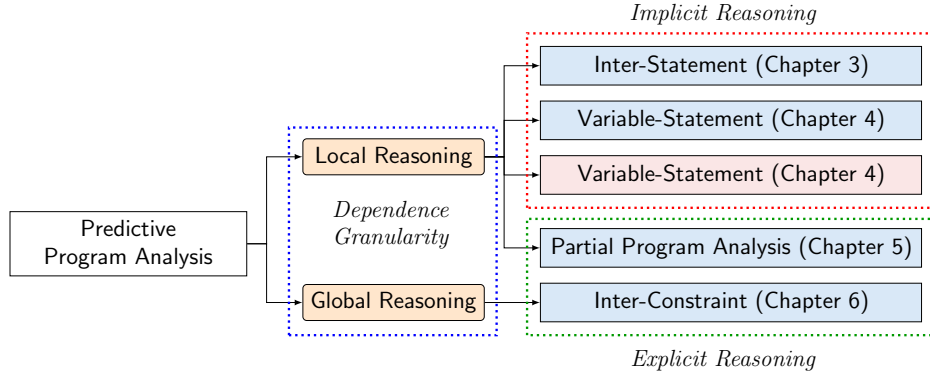 Implicit Reasoning
Inter-Statement (Chapter 3)
Variable-Statement (Chapter 4)
Local Reasoning
Variable-Statement (Chapter 4)
Dependence
Granularity
Predictive
Program Analysis
Partial Program Analysis (Chapter 5)
Global Reasoning
Inter-Constraint (Chapter 6)
Explicit Reasoning